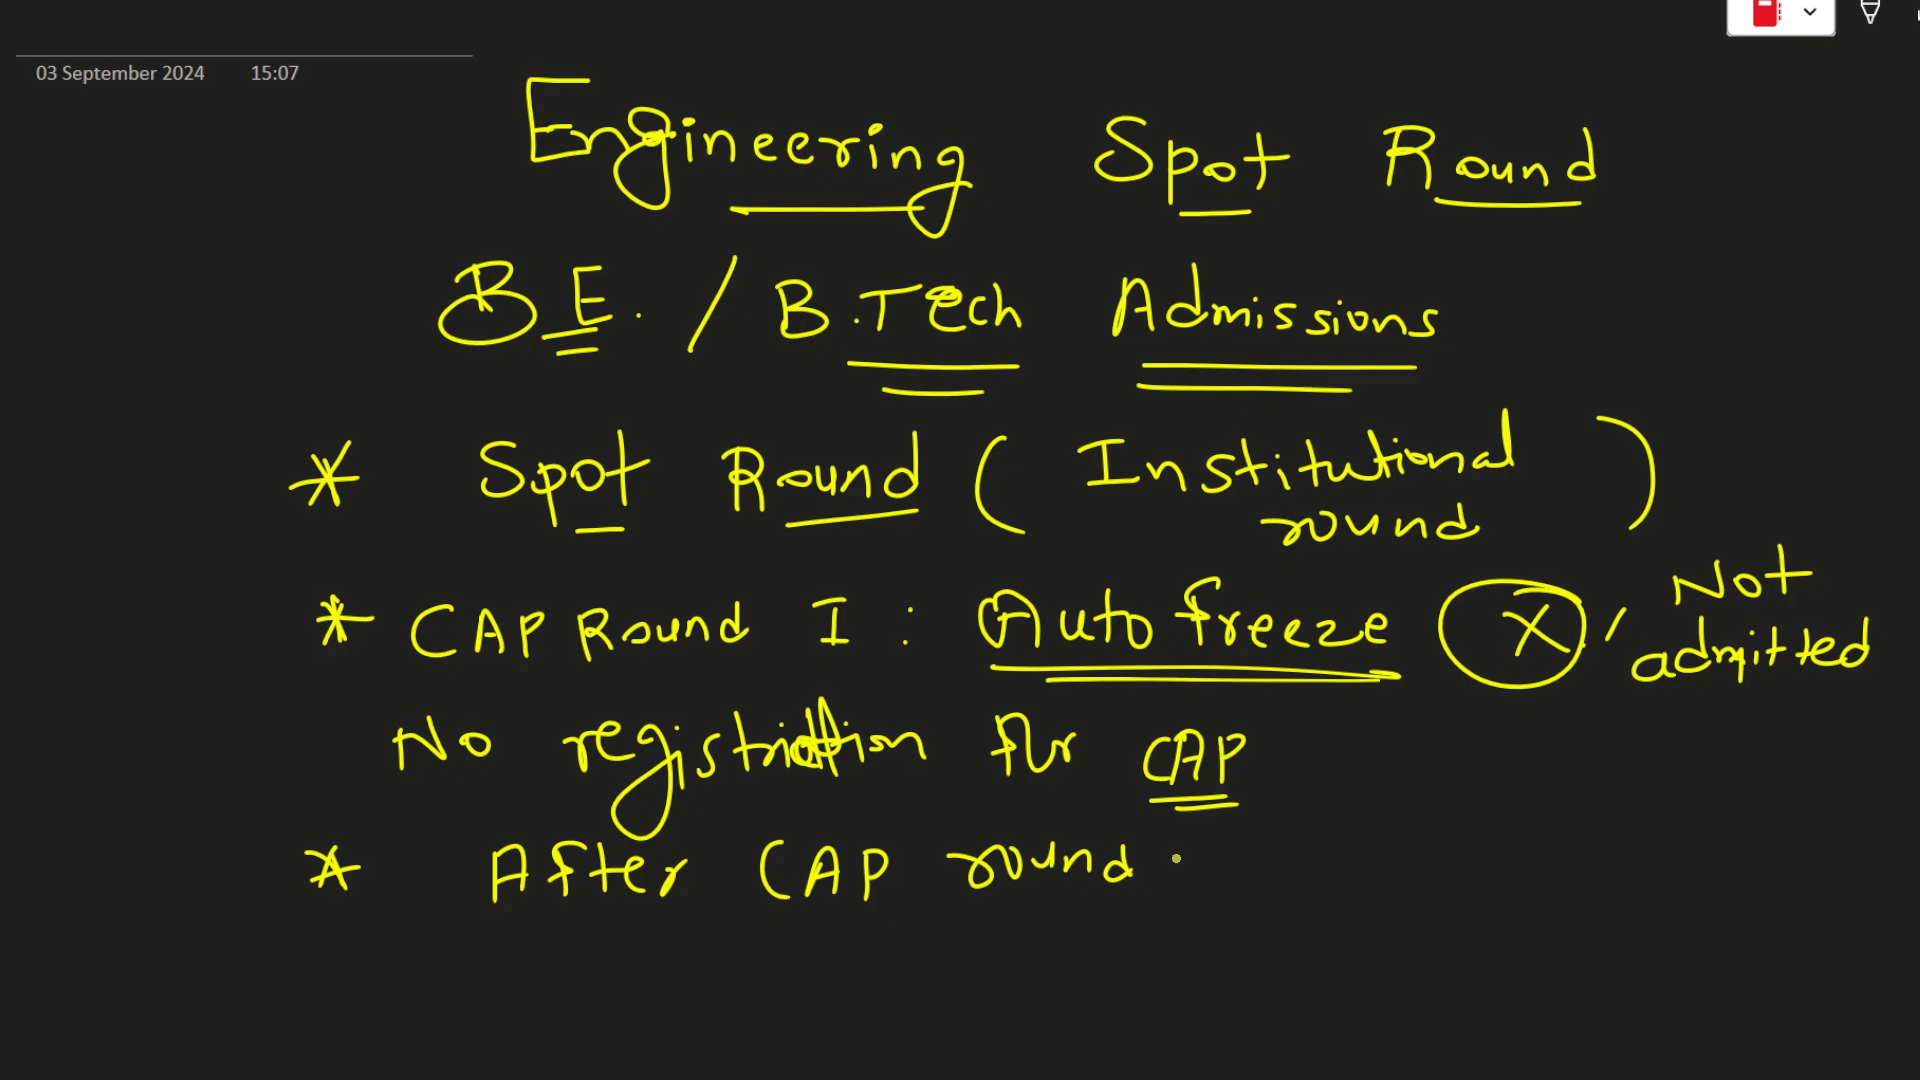 03 September 2024 15:07
Engineering Spot Round
B.E. / B.Tech Admissions
* Spot Round ( Institutional round )
* CAP Round I : Auto freeze X / Not admitted
No registration for CAP
* After CAP round